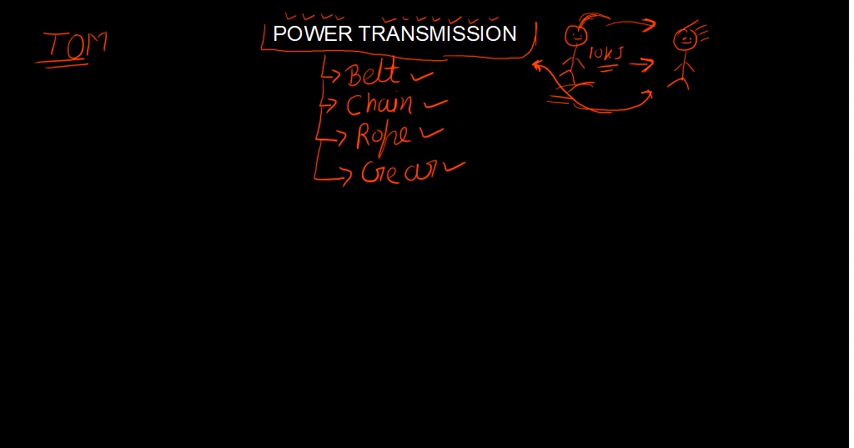 TOM
POWER TRANSMISSION
10KJ
Belt
Chain
Rope
Gear